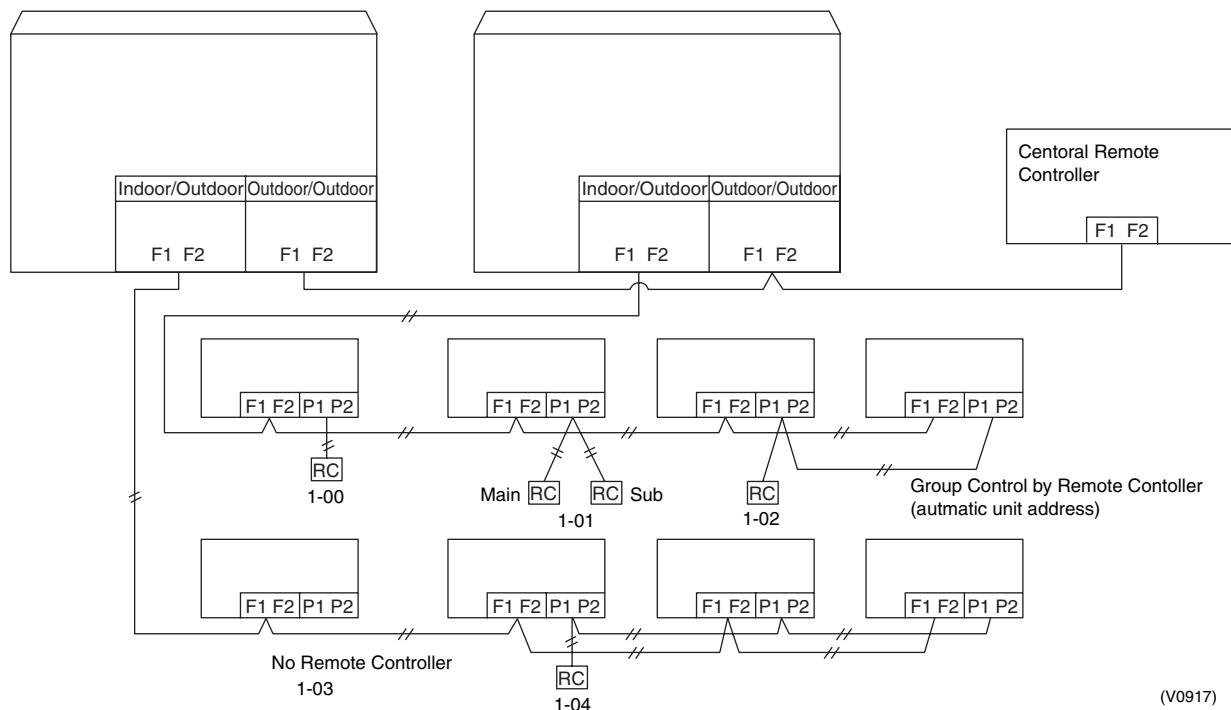 Indoor/Outdoor Outdoor/Outdoor
F1 F2 F1 F2
Indoor/Outdoor Outdoor/Outdoor
F1 F2 F1 F2
Centoral Remote
Controller
F1 F2
F1 F2 P1 P2
F1 F2 P1 P2
F1 F2 P1 P2
F1 F2 P1 P2
RC
1-00
Main RC RC Sub
1-01
RC
1-02
Group Control by Remote Contoller
(autmatic unit address)
F1 F2 P1 P2
F1 F2 P1 P2
F1 F2 P1 P2
F1 F2 P1 P2
No Remote Controller
1-03
RC
1-04
(V0917)